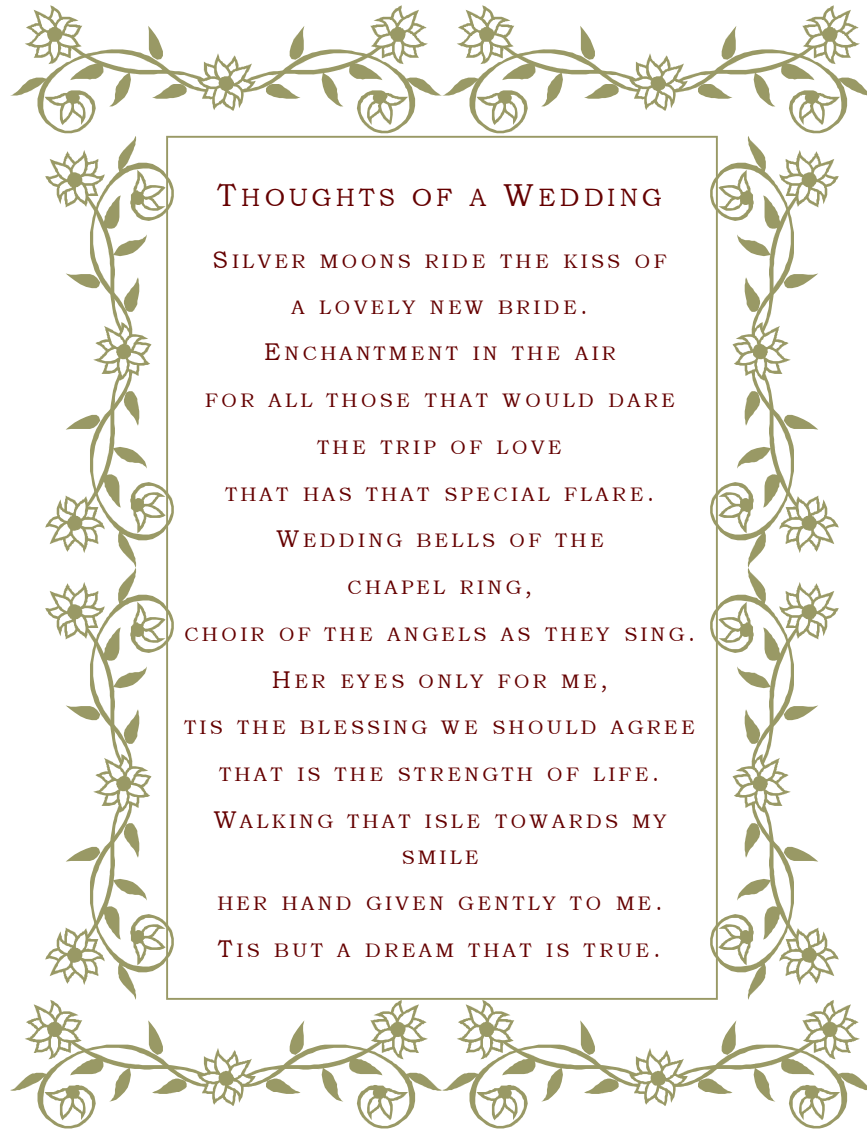 Thoughts of a Wedding
Silver moons ride the kiss of
a lovely new bride.
Enchantment in the air
for all those that would dare
the trip of love
that has that special flare.
Wedding bells of the
chapel ring,
choir of the angels as they sing.
Her eyes only for me,
tis the blessing we should agree
that is the strength of life.
Walking that isle towards my
smile
her hand given gently to me.
Tis but a dream that is true.